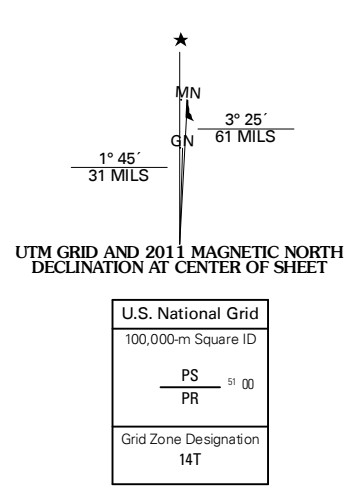 MN
3° 25´
61 MILS
GN
1° 45´
31 MILS
UTM GRID AND 2011 MAGNETIC NORTH
DECLINATION AT CENTER OF SHEET
U.S. National Grid
100,000-m Square ID
PS
51 00
PR
Grid Zone Designation
14T